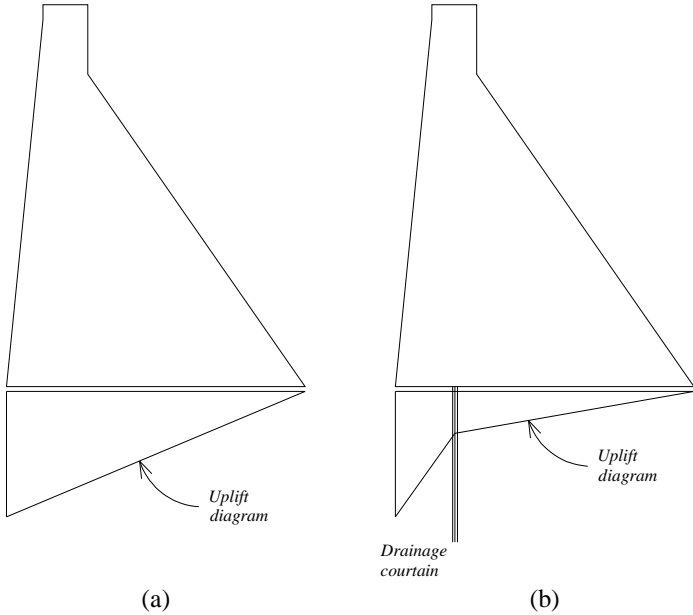 Uplift
diagram
Uplift
diagram
Drainage
courtain
(a)
(b)